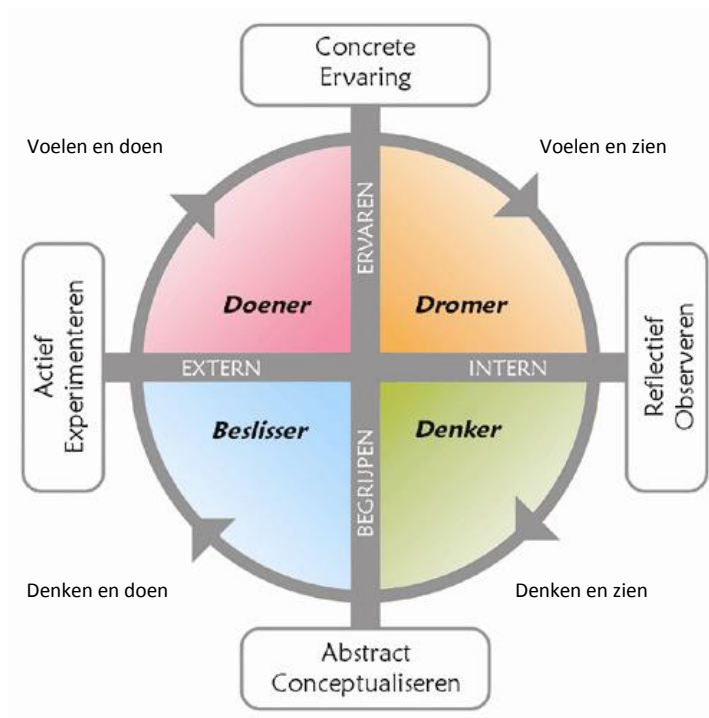 Concrete
Ervaring
Voelen en doen
Voelen en zien
ERVAREN
Doener
Dromer
Actief
Experimenteren
EXTERN
INTERN
Reflectief
Observeren
Beslisser
Denker
BEGRIJPEN
Denken en doen
Denken en zien
Abstract
Conceptualiseren